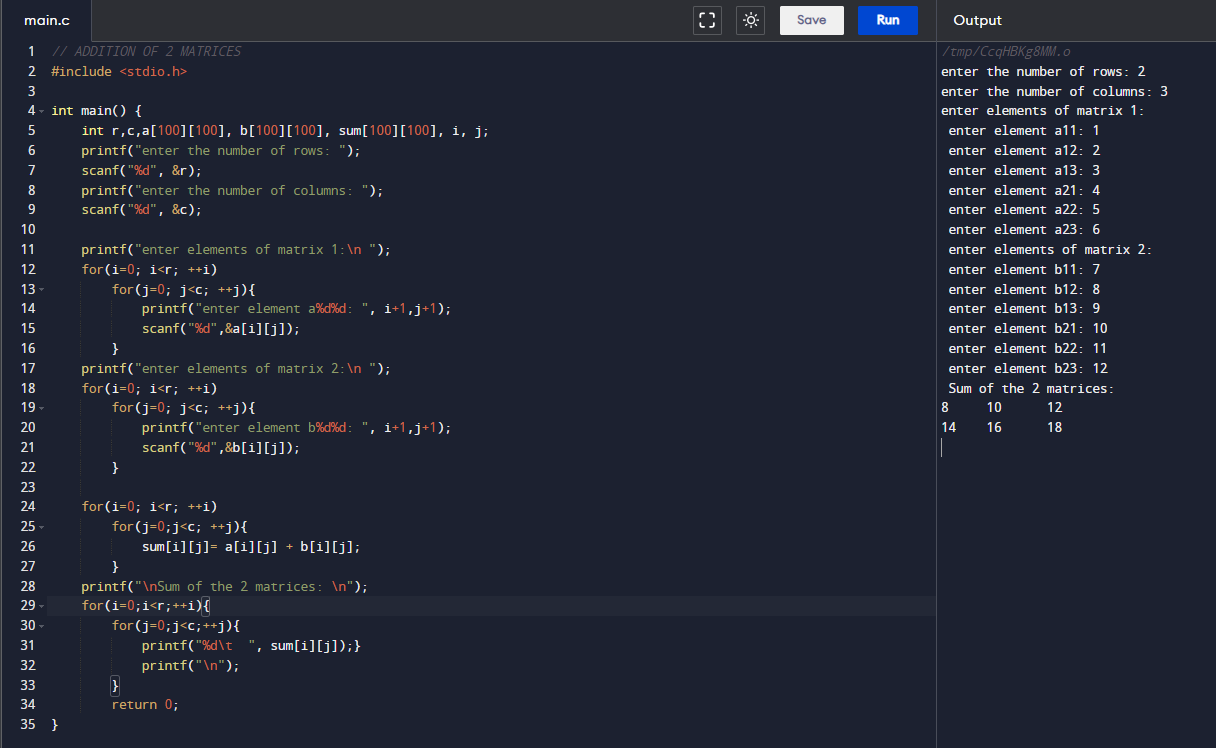 main.c
Save
Run
Output
1 // ADDITION OF 2 MATRICES
2 #include <stdio.h>
3
4 int main() {
5     int r,c,a[100][100], b[100][100], sum[100][100], i, j;
6     printf("enter the number of rows: ");
7     scanf("%d", &r);
8     printf("enter the number of columns: ");
9     scanf("%d", &c);
10
11     printf("enter elements of matrix 1:\n ");
12     for(i=0; i<r; ++i)
13         for(j=0; j<c; ++j){
14             printf("enter element a%d%d: ", i+1,j+1);
15             scanf("%d",&a[i][j]);
16         }
17     printf("enter elements of matrix 2:\n ");
18     for(i=0; i<r; ++i)
19         for(j=0; j<c; ++j){
20             printf("enter element b%d%d: ", i+1,j+1);
21             scanf("%d",&b[i][j]);
22         }
23
24     for(i=0; i<r; ++i)
25         for(j=0;j<c; ++j){
26             sum[i][j]= a[i][j] + b[i][j];
27         }
28     printf("\nSum of the 2 matrices: \n");
29     for(i=0;i<r;++i){
30         for(j=0;j<c;++j){
31             printf("%d\t  ", sum[i][j]);}
32             printf("\n");
33         }
34         return 0;
35 }
/tmp/CcqHBKg8MM.o
enter the number of rows: 2
enter the number of columns: 3
enter elements of matrix 1:
 enter element a11: 1
 enter element a12: 2
 enter element a13: 3
 enter element a21: 4
 enter element a22: 5
 enter element a23: 6
 enter elements of matrix 2:
 enter element b11: 7
 enter element b12: 8
 enter element b13: 9
 enter element b21: 10
 enter element b22: 11
 enter element b23: 12
 Sum of the 2 matrices:
8     10      12
14    16      18